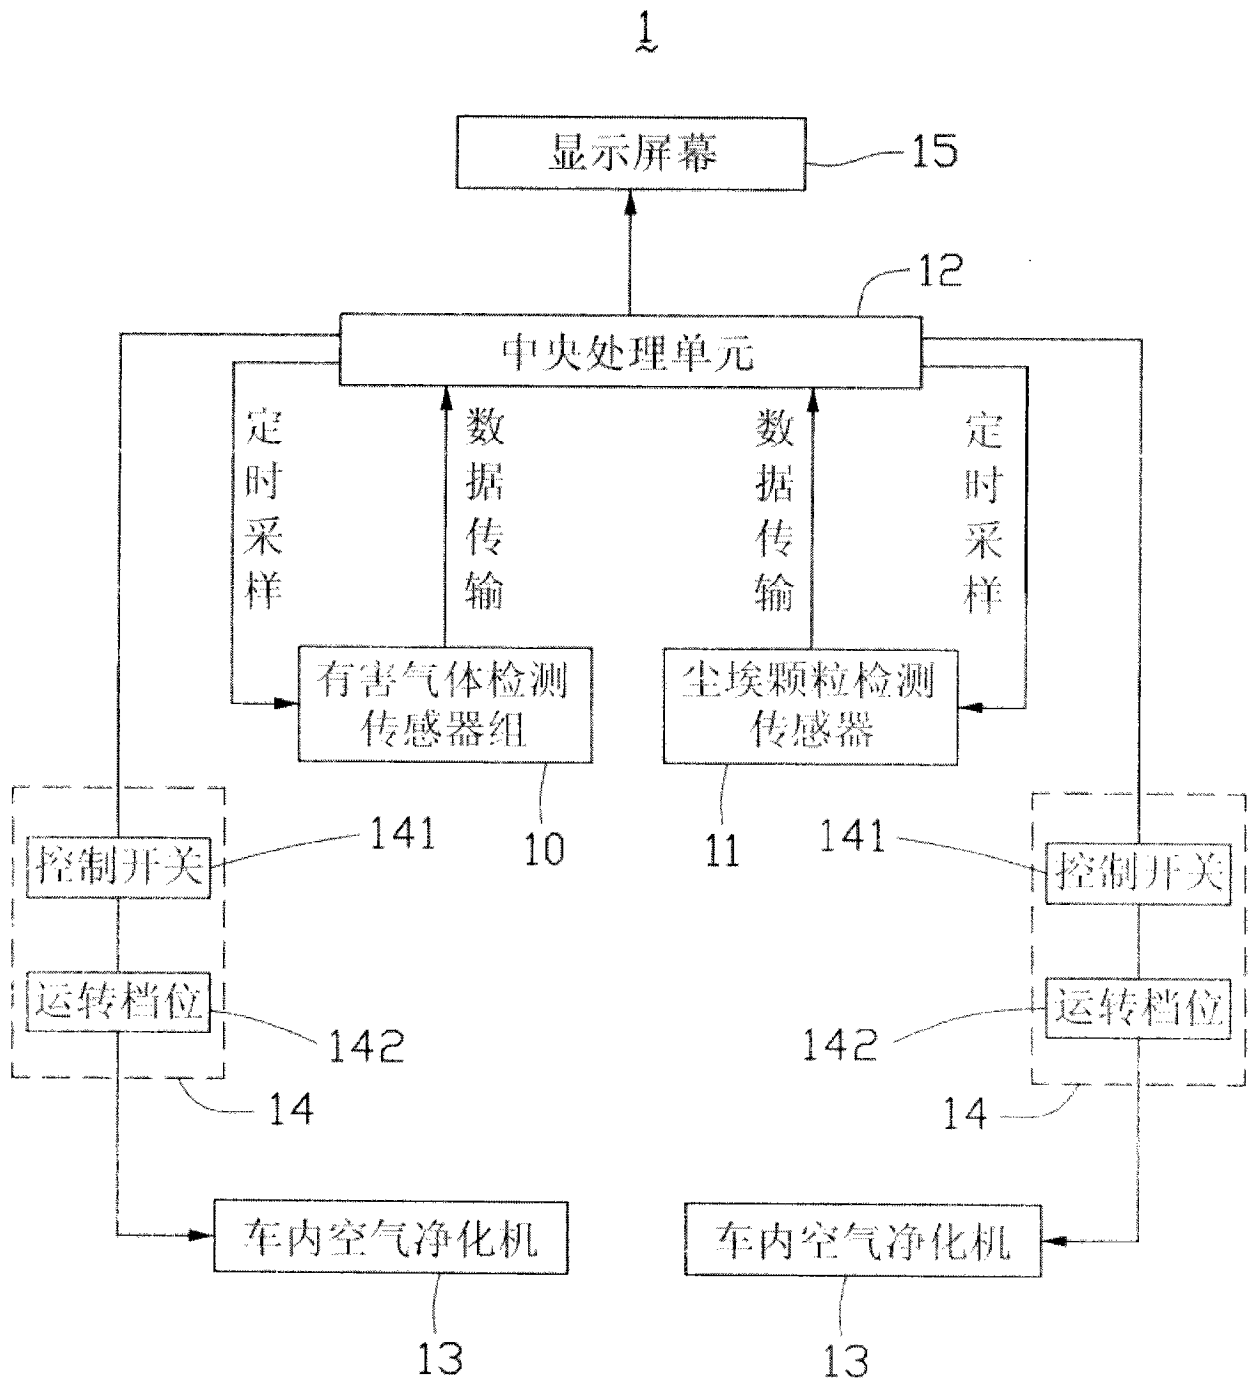 1
显示屏幕
15
12
中央处理单元
定时采样
数据传输
数据传输
定时采样
有害气体检测
传感器组
尘埃颗粒检测
传感器
10
11
141
141
控制开关
控制开关
运转档位
运转档位
142
142
14
14
车内空气净化机
车内空气净化机
13
13